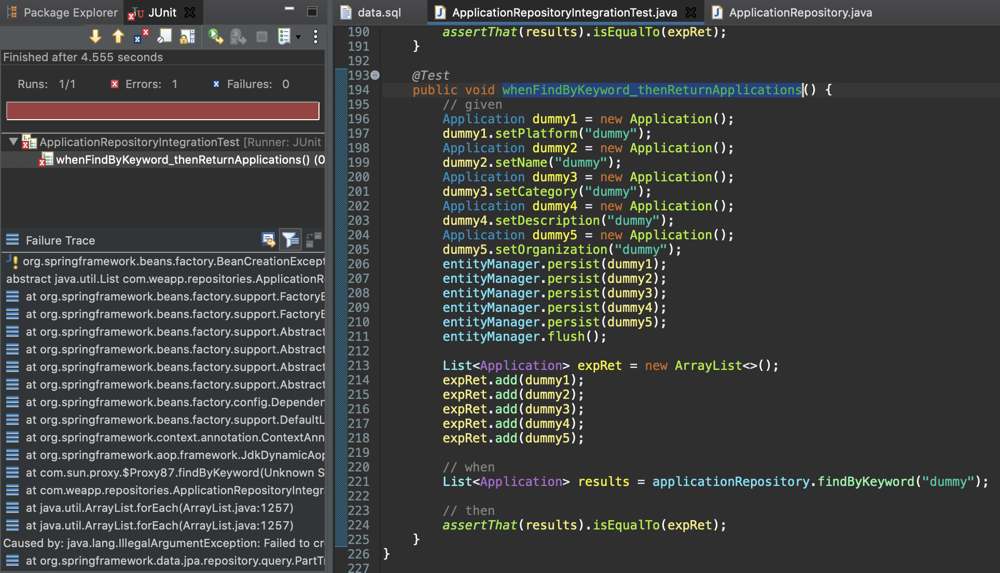 Package Explorer
JUnit
Finished after 4.555 seconds
Runs: 1/1
Errors: 1
Failures: 0
ApplicationRepositoryIntegrationTest [Runner: JUnit
whenFindByKeyword_thenReturnApplications() (0
Failure Trace
org.springframework.beans.factory.BeanCreationExcept
abstract java.util.List com.weapp.repositories.ApplicationR
at org.springframework.beans.factory.support.FactoryB
at org.springframework.beans.factory.support.FactoryB
at org.springframework.beans.factory.support.Abstract
at org.springframework.beans.factory.support.Abstract
at org.springframework.beans.factory.support.Abstract
at org.springframework.beans.factory.support.Abstract
at org.springframework.beans.factory.config.Dependen
at org.springframework.beans.factory.support.DefaultL
at org.springframework.context.annotation.ContextAnn
at org.springframework.aop.framework.JdkDynamicAop
at com.sun.proxy.$Proxy87.findByKeyword(Unknown S
at com.weapp.repositories.ApplicationRepositoryIntegr
at java.util.ArrayList.forEach(ArrayList.java:1257)
at java.util.ArrayList.forEach(ArrayList.java:1257)
Caused by: java.lang.IllegalArgumentException: Failed to cr
at org.springframework.data.jpa.repository.query.PartTr
data.sql
ApplicationRepositoryIntegrationTest.java
ApplicationRepository.java
190 assertThat(results).isEqualTo(expRet);
191 }
192
193 @Test
194 public void whenFindByKeyword_thenReturnApplications() {
195 // given
196 Application dummy1 = new Application();
197 dummy1.setPlatform("dummy");
198 Application dummy2 = new Application();
199 dummy2.setName("dummy");
200 Application dummy3 = new Application();
201 dummy3.setCategory("dummy");
202 Application dummy4 = new Application();
203 dummy4.setDescription("dummy");
204 Application dummy5 = new Application();
205 dummy5.setOrganization("dummy");
206 entityManager.persist(dummy1);
207 entityManager.persist(dummy2);
208 entityManager.persist(dummy3);
209 entityManager.persist(dummy4);
210 entityManager.persist(dummy5);
211 entityManager.flush();
212
213 List<Application> expRet = new ArrayList<>();
214 expRet.add(dummy1);
215 expRet.add(dummy2);
216 expRet.add(dummy3);
217 expRet.add(dummy4);
218 expRet.add(dummy5);
219
220 // when
221 List<Application> results = applicationRepository.findByKeyword("dummy");
222
223 // then
224 assertThat(results).isEqualTo(expRet);
225 }
226 }
227